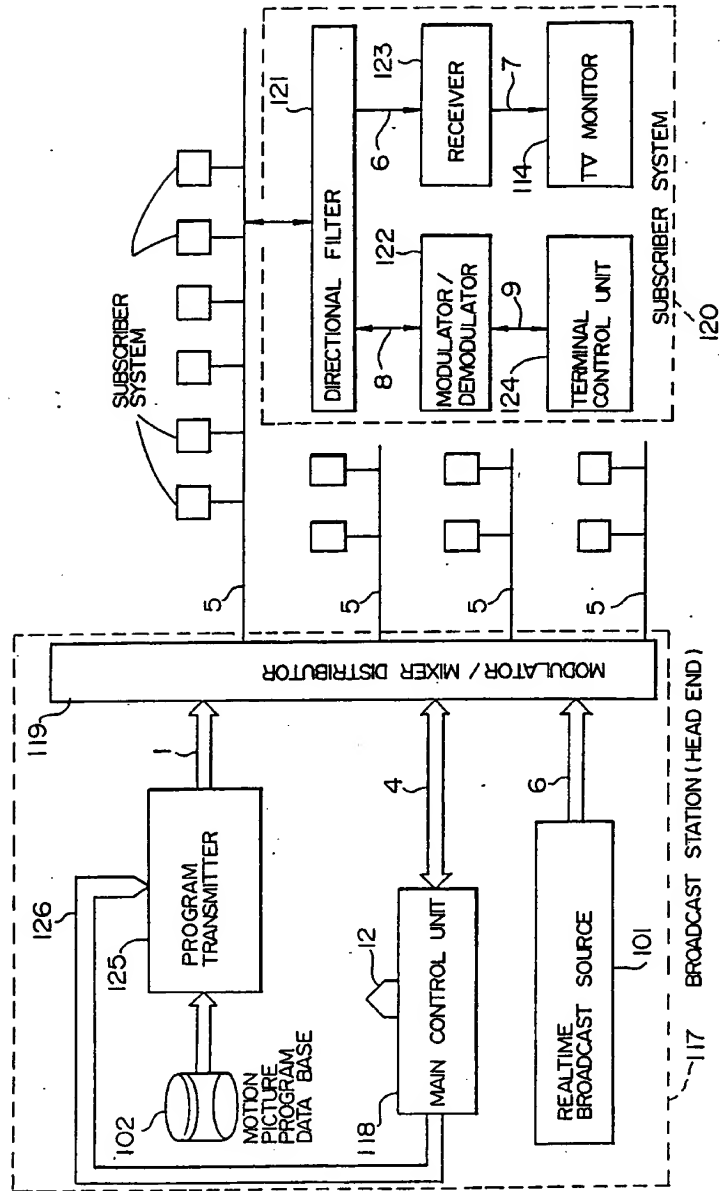 126
125
PROGRAM
TRANSMITTER
1
102
MOTION
PICTURE
PROGRAM
DATA BASE
119
MODULATOR / MIXER DISTRIBUTOR
12
118
MAIN CONTROL UNIT
4
REALTIME
BROADCAST SOURCE
101
6
117
BROADCAST STATION (HEAD END)
5
5
5
5
SUBSCRIBER
SYSTEM
121
DIRECTIONAL FILTER
8
6
122
MODULATOR/
DEMODULATOR
123
RECEIVER
9
7
124
TERMINAL
CONTROL UNIT
114
TV MONITOR
SUBSCRIBER SYSTEM
120